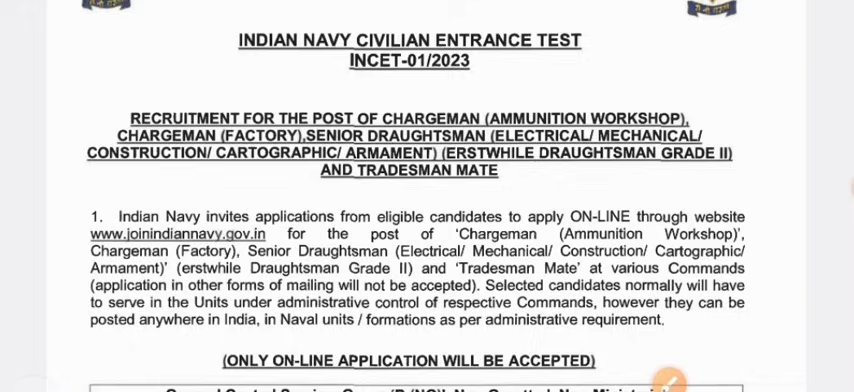 INDIAN NAVY CIVILIAN ENTRANCE TEST
INCET-01/2023
RECRUITMENT FOR THE POST OF CHARGEMAN (AMMUNITION WORKSHOP),
CHARGEMAN (FACTORY),SENIOR DRAUGHTSMAN (ELECTRICAL/ MECHANICAL/
CONSTRUCTION/ CARTOGRAPHIC/ ARMAMENT) (ERSTWHILE DRAUGHTSMAN GRADE II)
AND TRADESMAN MATE
1. Indian Navy invites applications from eligible candidates to apply ON-LINE through website
www.joinindiannavy.gov.in for the post of 'Chargeman (Ammunition Workshop)',
Chargeman (Factory), Senior Draughtsman (Electrical/ Mechanical/ Construction/ Cartographic/
Armament)' (erstwhile Draughtsman Grade II) and 'Tradesman Mate' at various Commands
(application in other forms of mailing will not be accepted). Selected candidates normally will have
to serve in the Units under administrative control of respective Commands, however they can be
posted anywhere in India, in Naval units / formations as per administrative requirement.
(ONLY ON-LINE APPLICATION WILL BE ACCEPTED)